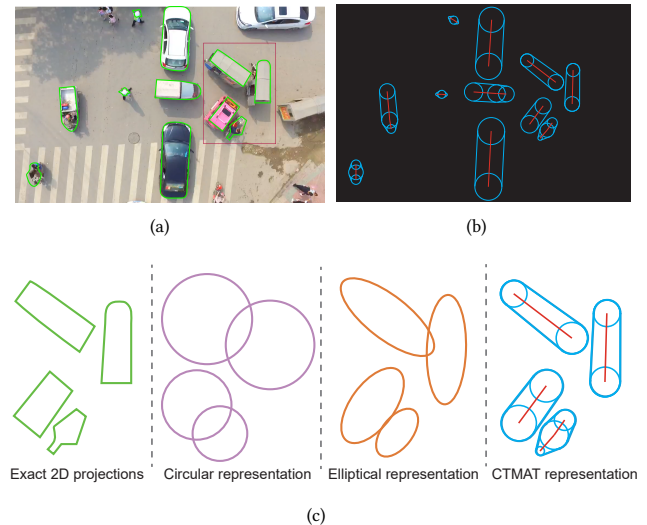 (a)
(b)
Exact 2D projections
Circular representation
Elliptical representation
CTMAT representation
(c)